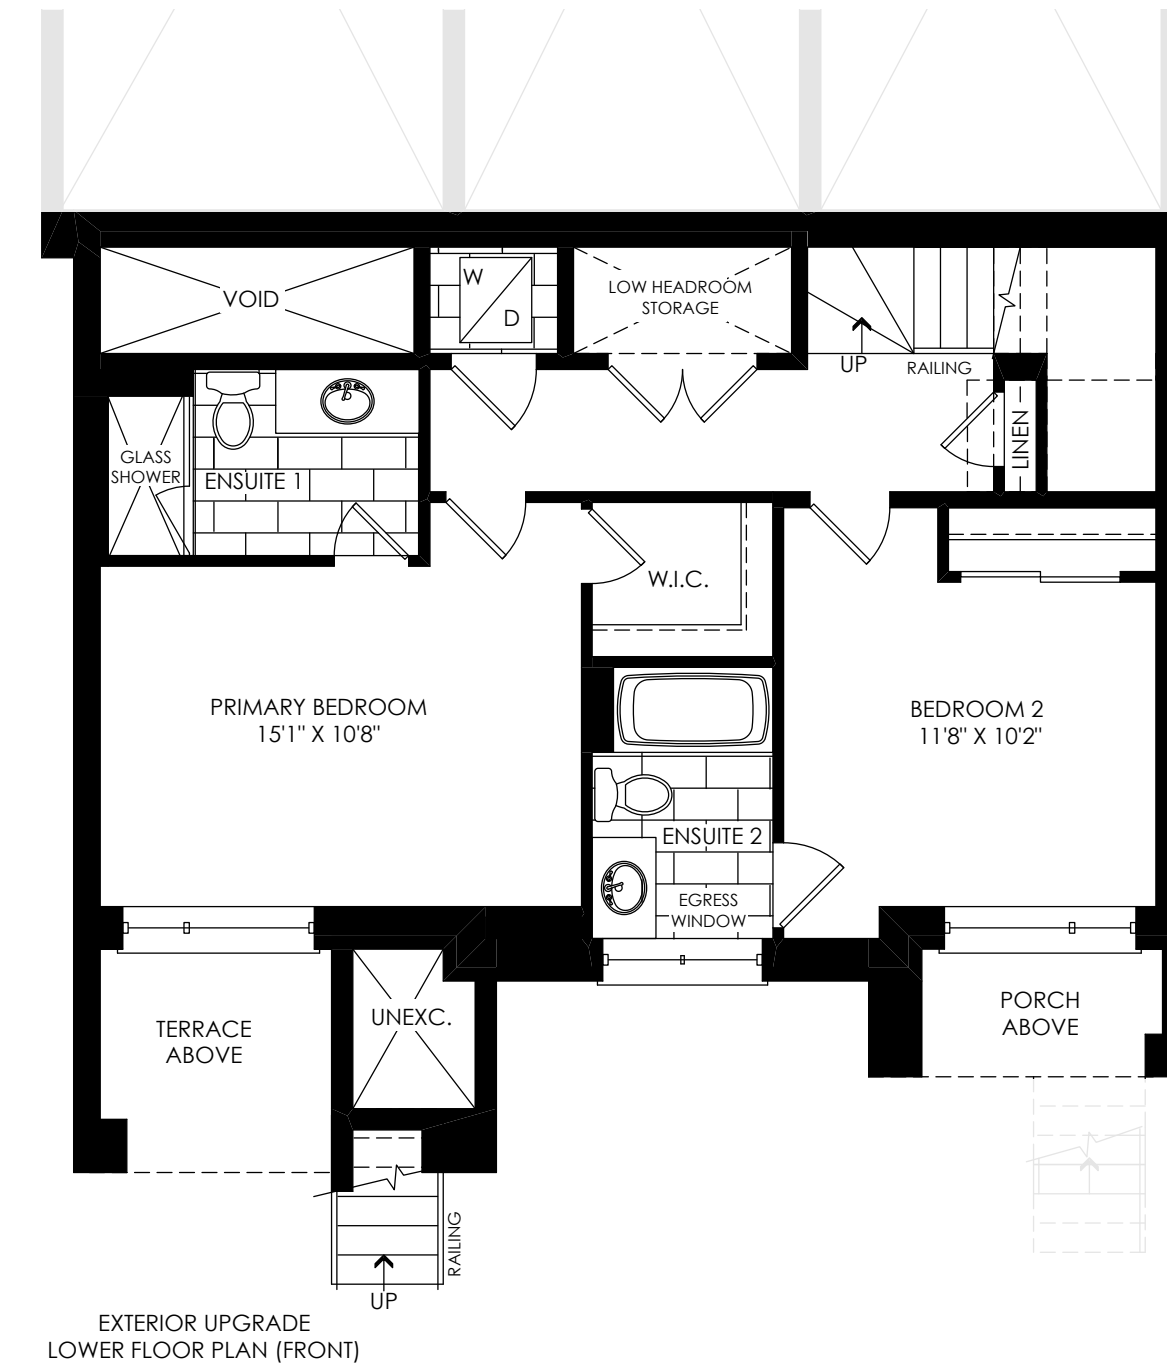 VOID
W
D
LOW HEADROOM
STORAGE
UP
RAILING
LINEN
GLASS
SHOWER
ENSUITE 1
W.I.C.
PRIMARY BEDROOM
15'1" X 10'8"
BEDROOM 2
11'8" X 10'2"
ENSUITE 2
EGRESS
WINDOW
TERRACE
ABOVE
UNEXC.
PORCH
ABOVE
RAILING
UP
EXTERIOR UPGRADE
LOWER FLOOR PLAN (FRONT)